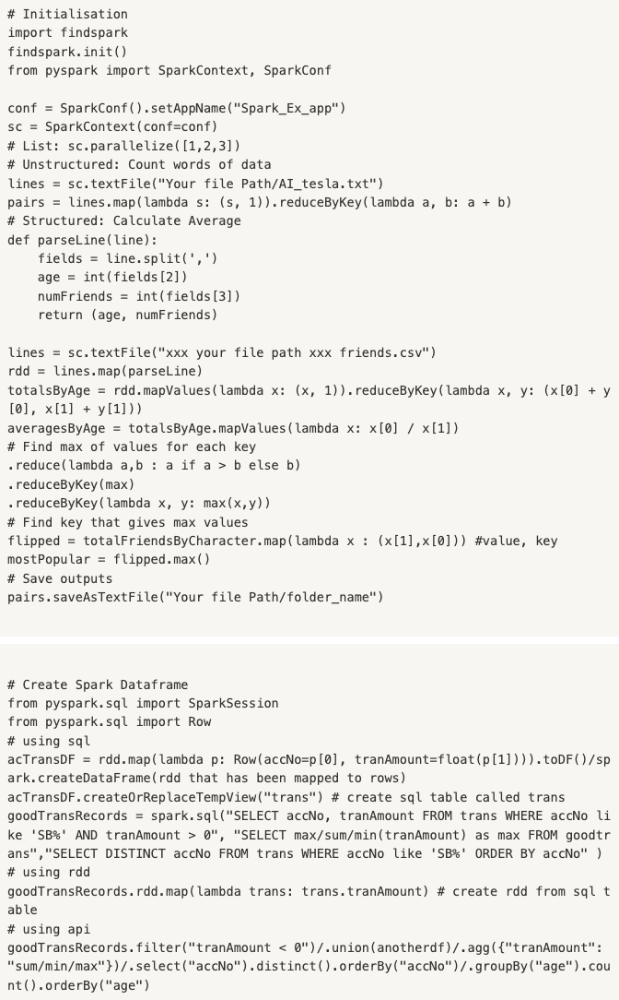 # Initialisation
import findspark
findspark.init()
from pyspark import SparkContext, SparkConf
conf = SparkConf().setAppName("Spark_Ex_app")
sc = SparkContext(conf=conf)
# List: sc.parallelize([1,2,3])
# Unstructured: Count words of data
lines = sc.textFile("Your file Path/AI_tesla.txt")
pairs = lines.map(lambda s: (s, 1)).reduceByKey(lambda a, b: a + b)
# Structured: Calculate Average
def parseLine(line):
    fields = line.split(',')
    age = int(fields[2])
    numFriends = int(fields[3])
    return (age, numFriends)
lines = sc.textFile("xxx your file path xxx friends.csv")
rdd = lines.map(parseLine)
totalsByAge = rdd.mapValues(lambda x: (x, 1)).reduceByKey(lambda x, y: (x[0] + y
[0], x[1] + y[1]))
averagesByAge = totalsByAge.mapValues(lambda x: x[0] / x[1])
# Find max of values for each key
.reduce(lambda a,b : a if a > b else b)
.reduceByKey(max)
.reduceByKey(lambda x, y: max(x,y))
# Find key that gives max values
flipped = totalFriendsByCharacter.map(lambda x : (x[1],x[0])) #value, key
mostPopular = flipped.max()
# Save outputs
pairs.saveAsTextFile("Your file Path/folder_name")
# Create Spark Dataframe
from pyspark.sql import SparkSession
from pyspark.sql import Row
# using sql
acTransDF = rdd.map(lambda p: Row(accNo=p[0], tranAmount=float(p[1]))).toDF()/sp
ark.createDataFrame(rdd that has been mapped to rows)
acTransDF.createOrReplaceTempView("trans") # create sql table called trans
goodTransRecords = spark.sql("SELECT accNo, tranAmount FROM trans WHERE accNo li
ke 'SB%' AND tranAmount > 0", "SELECT max/sum/min(tranAmount) as max FROM goodtr
ans","SELECT DISTINCT accNo FROM trans WHERE accNo like 'SB%' ORDER BY accNo" )
# using rdd
goodTransRecords.rdd.map(lambda trans: trans.tranAmount) # create rdd from sql t
able
# using api
goodTransRecords.filter("tranAmount < 0")/.union(anotherdf)/.agg({"tranAmount":
"sum/min/max"})/.select("accNo").distinct().orderBy("accNo")/.groupBy("age").cou
nt().orderBy("age")